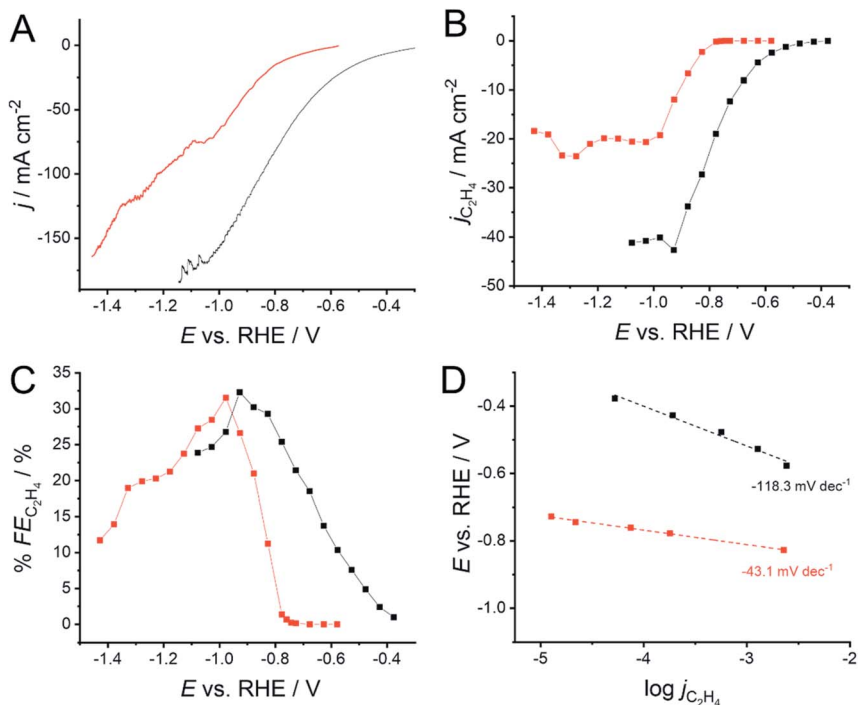 A
0
-50
-100
-150
j / mA cm-2
-1.4 -1.2 -1.0 -0.8 -0.6 -0.4
E vs. RHE / V
B
0
-10
-20
-30
-40
-50
jC2H4 / mA cm-2
-1.4 -1.2 -1.0 -0.8 -0.6 -0.4
E vs. RHE / V
C
35
30
25
20
15
10
5
0
% FEC2H4 / %
-1.4 -1.2 -1.0 -0.8 -0.6 -0.4
E vs. RHE / V
D
-0.4
-0.6
-0.8
-1.0
E vs. RHE / V
-118.3 mV dec-1
-43.1 mV dec-1
-5 -4 -3 -2
log jC2H4